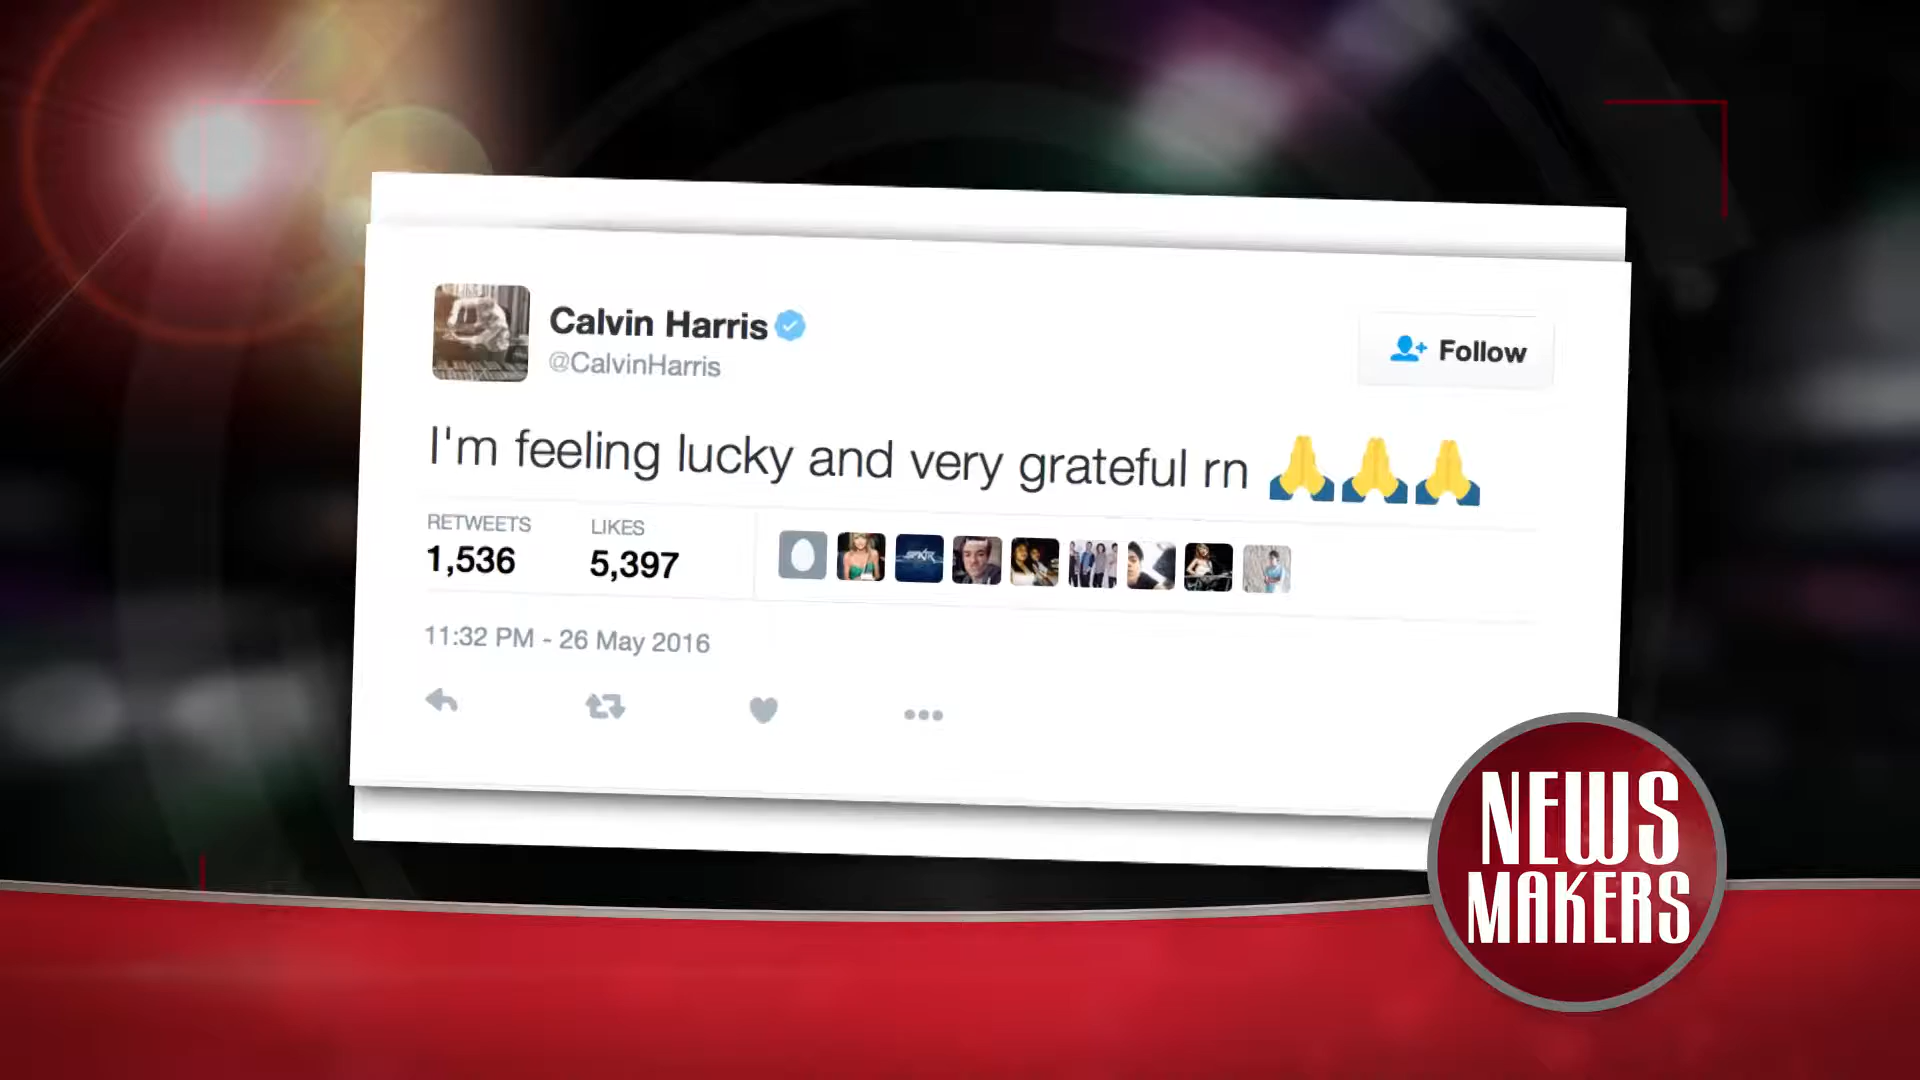 Calvin Harris
@CalvinHarris
Follow
I'm feeling lucky and very grateful rn 🙏🙏🙏
RETWEETS LIKES
1,536 5,397
11:32 PM - 26 May 2016
NEWS
MAKERS